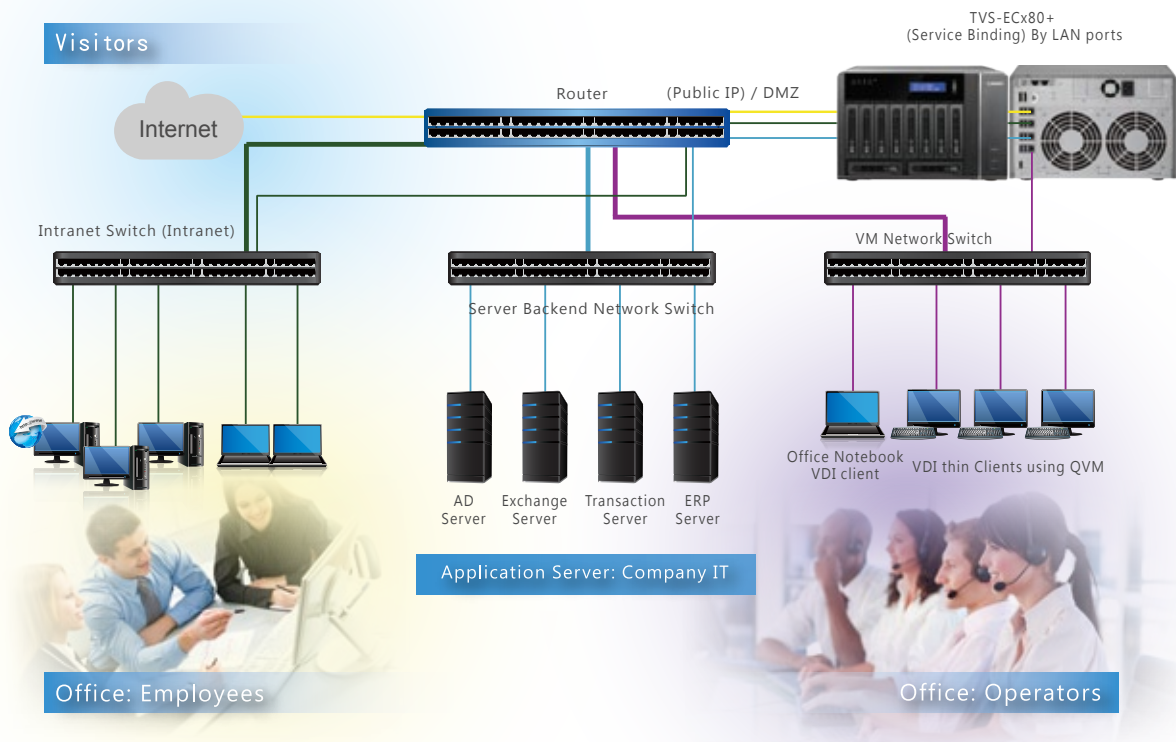 Visitors
TVS-ECx80+
(Service Binding) By LAN ports
Router
(Public IP) / DMZ
Internet
Intranet Switch (Intranet)
VM Network Switch
Server Backend Network Switch
Office Notebook
VDI client
VDI thin Clients using QVM
AD
Server
Exchange
Server
Transaction
Server
ERP
Server
Application Server: Company IT
Office: Employees
Office: Operators